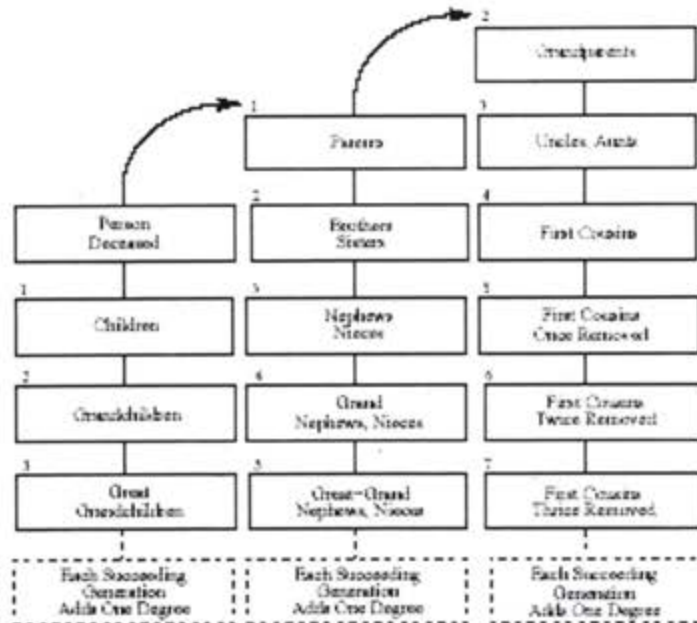 Person
Deceased
1
Children
2
Grandchildren
3
Great
Grandchildren
Each Succeeding
Generation
Adds One Degree
1
Parents
2
Brothers
Sisters
3
Nephews
Nieces
4
Grand
Nephews, Nieces
5
Great-Grand
Nephews, Nieces
Each Succeeding
Generation
Adds One Degree
2
Grandparents
3
Uncles, Aunts
4
First Cousins
5
First Cousins
Once Removed
6
First Cousins
Twice Removed
7
First Cousins
Thrice Removed
Each Succeeding
Generation
Adds One Degree